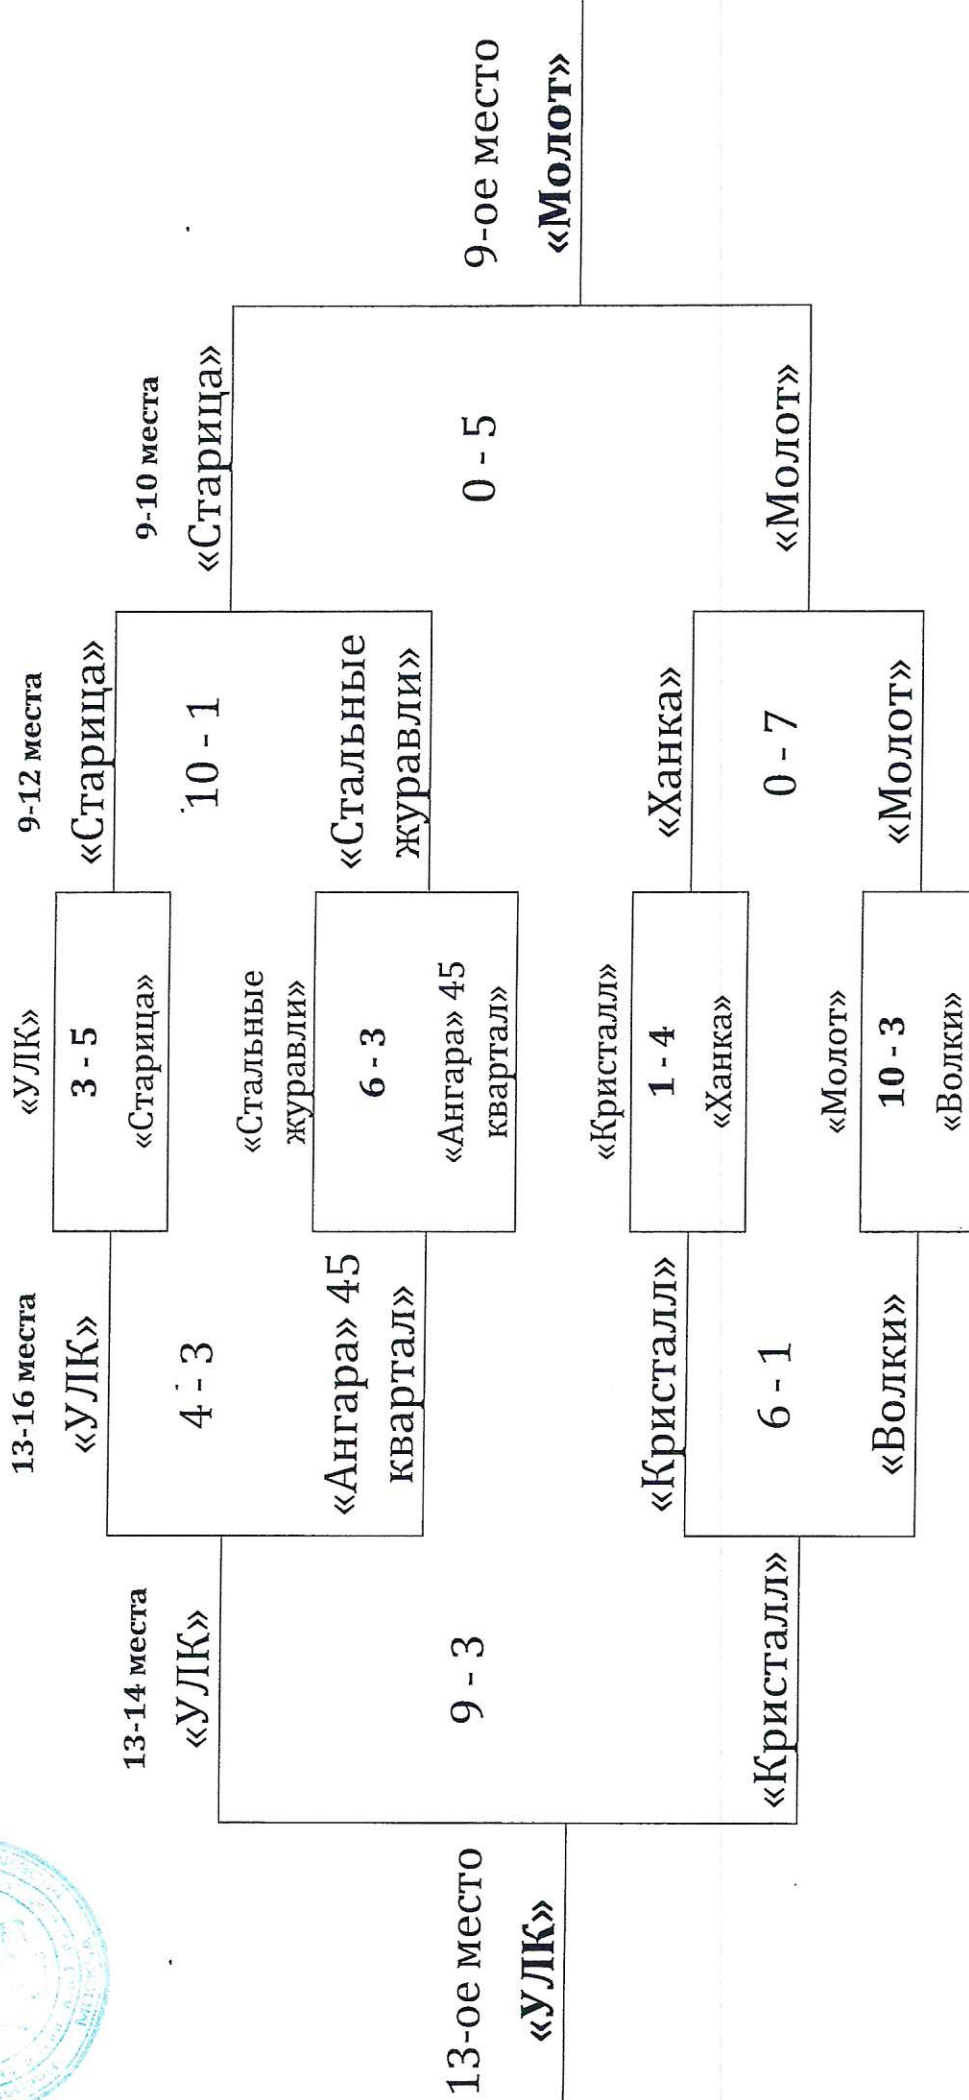 13-16 места
9-12 места
13-14 места
9-10 места
«УЛК»
3 - 5
«Старица»
«Стальные
журавли»
6 - 3
«Ангара» 45
квартал»
«Кристалл»
1 - 4
«Ханка»
«Молот»
10 - 3
«Волки»
«УЛК»
4 - 3
«Ангара» 45
квартал»
«Кристалл»
6 - 1
«Волки»
«УЛК»
9 - 3
«Кристалл»
13-ое место
«УЛК»
«Старица»
10 - 1
«Стальные
журавли»
«Ханка»
0 - 7
«Молот»
«Старица»
0 - 5
«Молот»
9-ое место
«Молот»